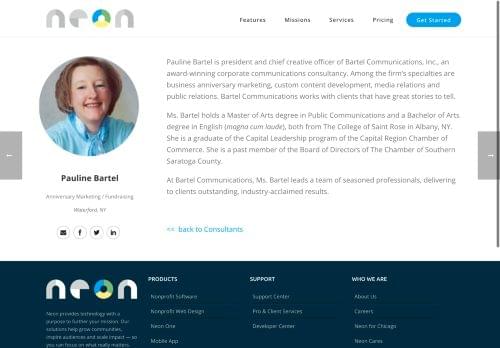 neon
Features Missions Services Pricing Get Started
Pauline Bartel is president and chief creative officer of Bartel Communications, Inc., an
award-winning corporate communications consultancy. Among the firm's specialties are
business anniversary marketing, custom content development, media relations and
public relations. Bartel Communications works with clients that have great stories to tell.
Ms. Bartel holds a Master of Arts degree in Public Communications and a Bachelor of Arts
degree in English (magna cum laude), both from The College of Saint Rose in Albany, NY.
She is a graduate of the Capital Leadership program of the Capital Region Chamber of
Commerce. She is a past member of the Board of Directors of The Chamber of Southern
Saratoga County.
At Bartel Communications, Ms. Bartel leads a team of seasoned professionals, delivering
to clients outstanding, industry-acclaimed results.
<< back to Consultants
Pauline Bartel
Anniversary Marketing / Fundraising
Waterford, NY
neon
Neon provides technology with a
purpose to further your mission. Our
solutions help grow communities,
inspire audiences and scale impact — so
you can focus on what really matters.
PRODUCTS
Nonprofit Software
Nonprofit Web Design
Neon One
Mobile App
SUPPORT
Support Center
Pro & Client Services
Developer Center
WHO WE ARE
About Us
Careers
Neon for Chicago
Neon Cares